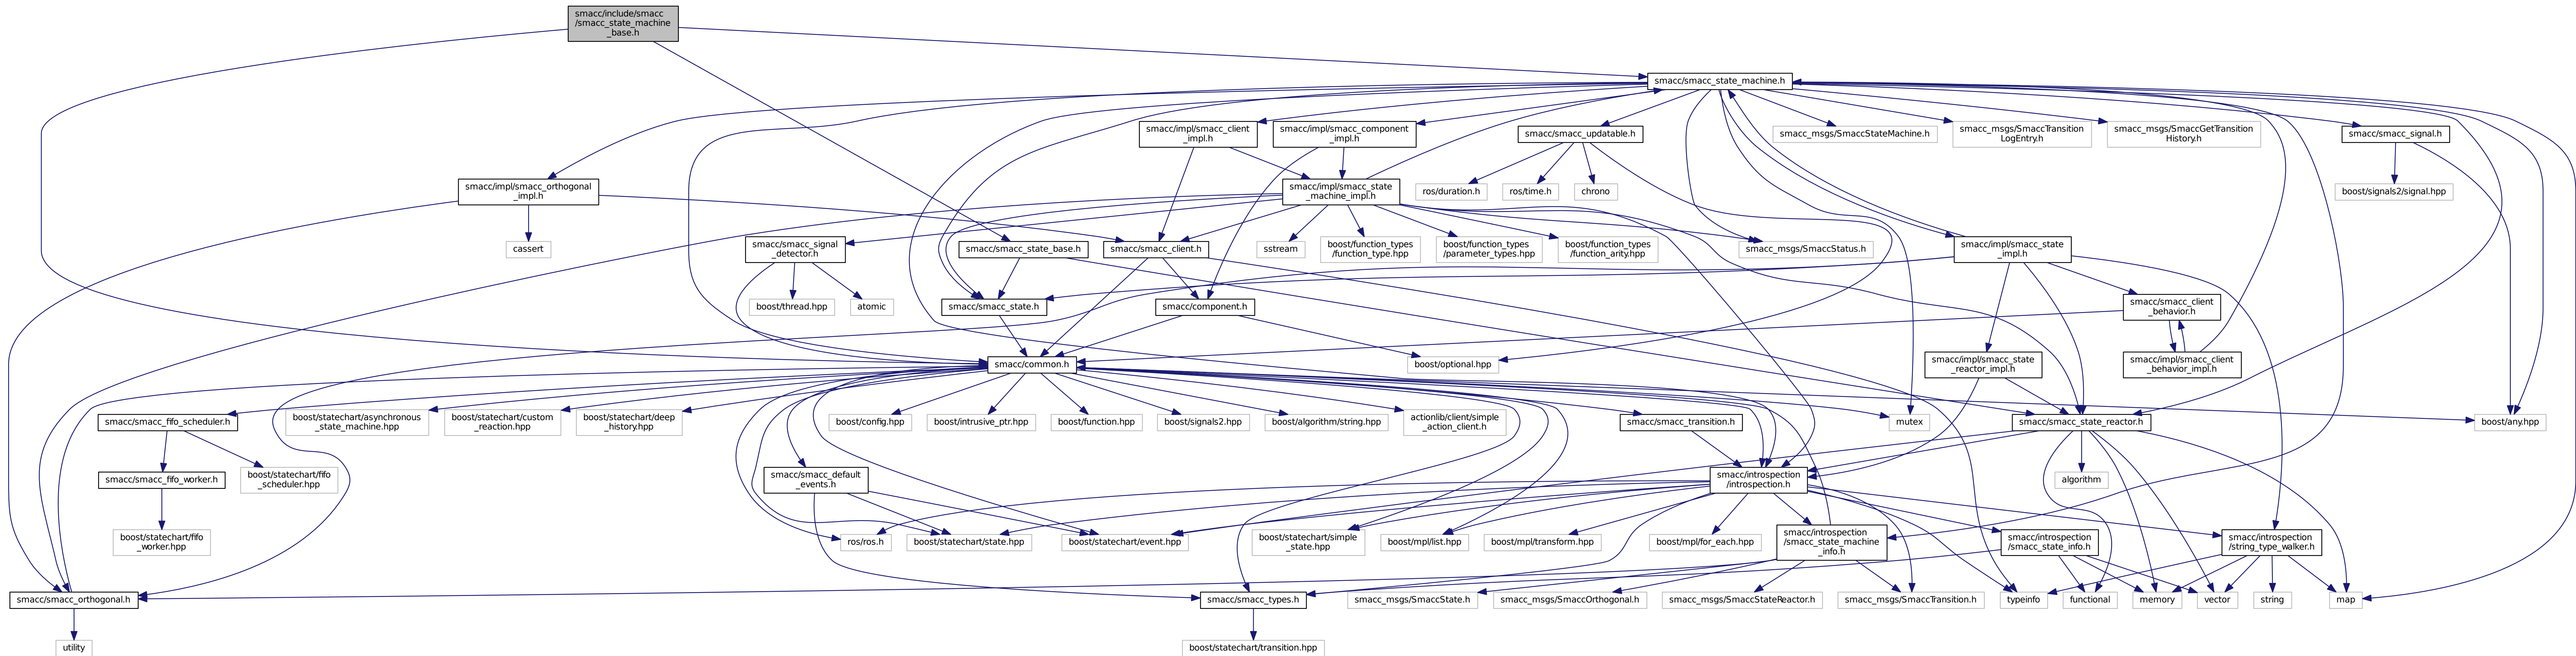 smacc/include/smacc
/smacc_state_machine
_base.h
smacc/smacc_state_machine.h
smacc/impl/smacc_client
_impl.h
smacc/impl/smacc_component
_impl.h
smacc/smacc_updatable.h
smacc_msgs/SmaccStateMachine.h
smacc_msgs/SmaccTransition
LogEntry.h
smacc_msgs/SmaccGetTransition
History.h
smacc/smacc_signal.h
smacc/impl/smacc_orthogonal
_impl.h
smacc/impl/smacc_state
_machine_impl.h
ros/duration.h
ros/time.h
chrono
boost/signals2/signal.hpp
cassert
smacc/smacc_signal
_detector.h
smacc/smacc_state_base.h
smacc/smacc_client.h
sstream
boost/function_types
/function_type.hpp
boost/function_types
/parameter_types.hpp
boost/function_types
/function_arity.hpp
smacc_msgs/SmaccStatus.h
smacc/impl/smacc_state
_impl.h
boost/thread.hpp
atomic
smacc/smacc_state.h
smacc/component.h
smacc/smacc_client
_behavior.h
smacc/common.h
boost/optional.hpp
smacc/impl/smacc_state
_reactor_impl.h
smacc/impl/smacc_client
_behavior_impl.h
smacc/smacc_fifo_scheduler.h
boost/statechart/asynchronous
_state_machine.hpp
boost/statechart/custom
_reaction.hpp
boost/statechart/deep
_history.hpp
boost/config.hpp
boost/intrusive_ptr.hpp
boost/function.hpp
boost/signals2.hpp
boost/algorithm/string.hpp
actionlib/client/simple
_action_client.h
smacc/smacc_transition.h
mutex
smacc/smacc_state_reactor.h
boost/any.hpp
smacc/smacc_fifo_worker.h
boost/statechart/fifo
_scheduler.hpp
smacc/smacc_default
_events.h
smacc/introspection
/introspection.h
algorithm
boost/statechart/fifo
_worker.hpp
ros/ros.h
boost/statechart/state.hpp
boost/statechart/event.hpp
boost/statechart/simple
_state.hpp
boost/mpl/list.hpp
boost/mpl/transform.hpp
boost/mpl/for_each.hpp
smacc/introspection
/smacc_state_machine
_info.h
smacc/introspection
/smacc_state_info.h
smacc/introspection
/string_type_walker.h
smacc/smacc_orthogonal.h
smacc/smacc_types.h
smacc_msgs/SmaccState.h
smacc_msgs/SmaccOrthogonal.h
smacc_msgs/SmaccStateReactor.h
smacc_msgs/SmaccTransition.h
typeinfo
functional
memory
vector
string
map
utility
boost/statechart/transition.hpp